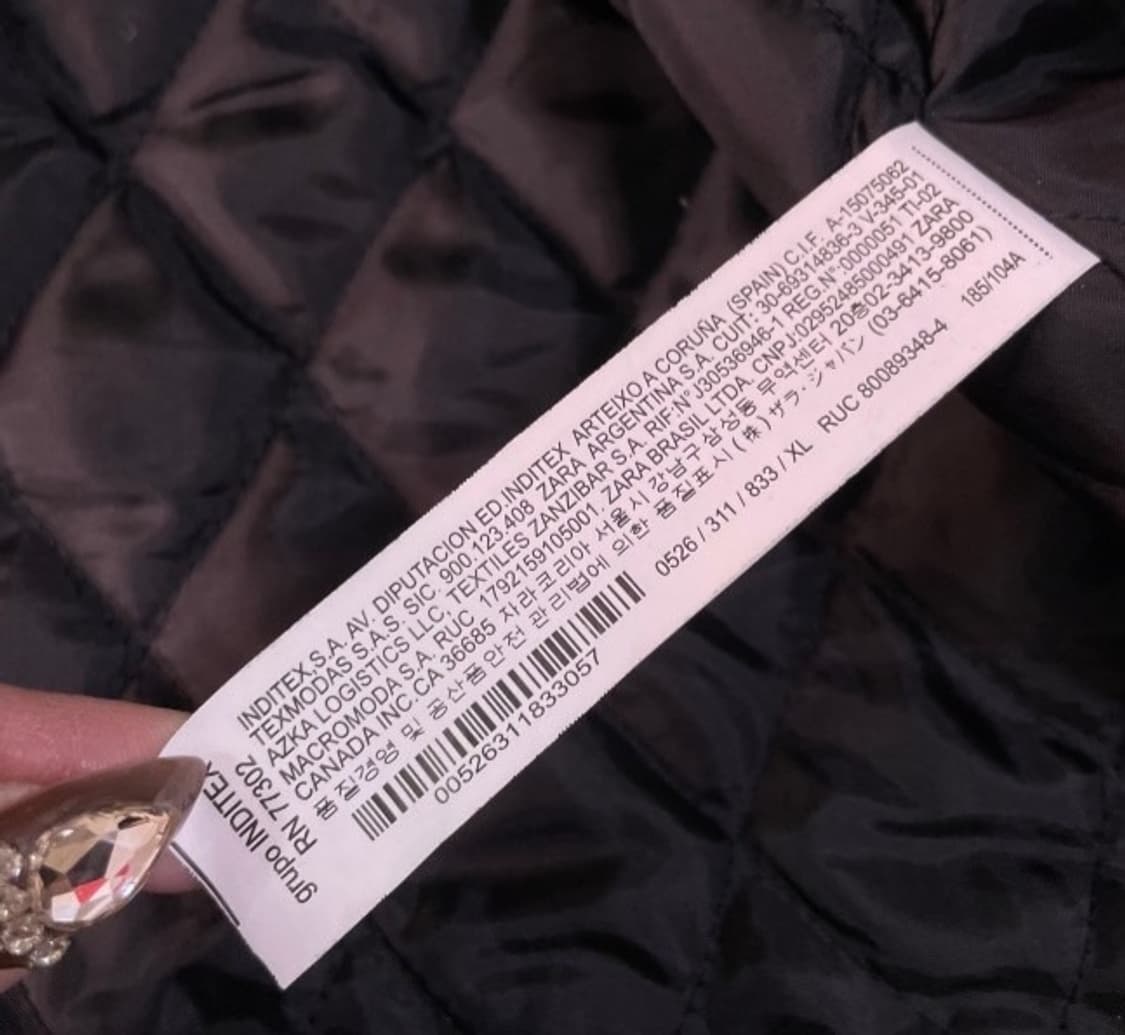 grupo INDITEX
RN 77302
INDITEX,S.A. AV. DIPUTACION ED.INDITEX ARTEIXO A CORUÑA (SPAIN) C.I.F. A-15075062
TEXMODAS S.A.S. SIC. 900.123.408 ZARA ARGENTINA S.A. CUIT: 30-69314836-3 V-345-01
AZKA LOGISTICS LLC, TEXTILES ZANZIBAR S.A. RIF:Nº J30536946-1 REG.Nº:0000051 TI-02
MACROMODA S.A. RUC 1792159105001. ZARA BRASIL LTDA. CNPJ:02952485000491 ZARA
CANADA INC. CA 36685 자라코리아 서울시 강남구삼성동 무역센터 20층02-3413-9800
품질경영 및 공산품안전 관리법에 의한 품질표시 (株) ザラ・ジャパン (03-6415-8061)
0526 / 311 / 833 / XL RUC 80089348-4 185/104A
00526311833057